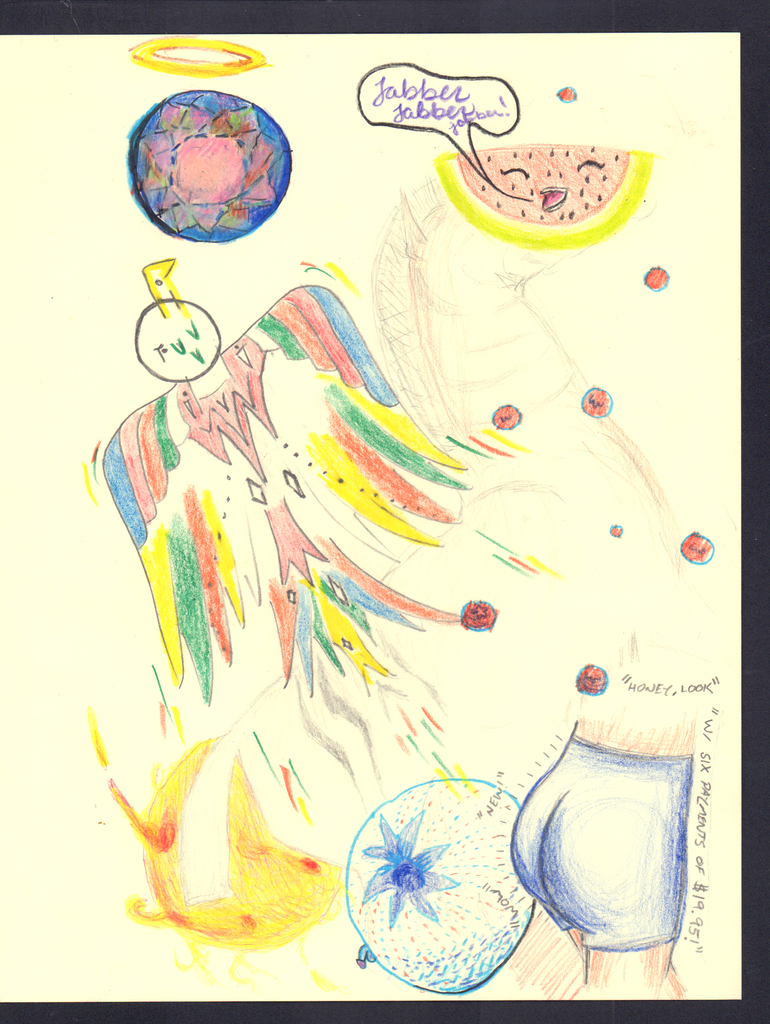 Jabber
Jabber
Jabber!
"HONEY, LOOK"
"W/ SIX PAYMENTS OF $19.95!"
"NEW!"
"WOW!"